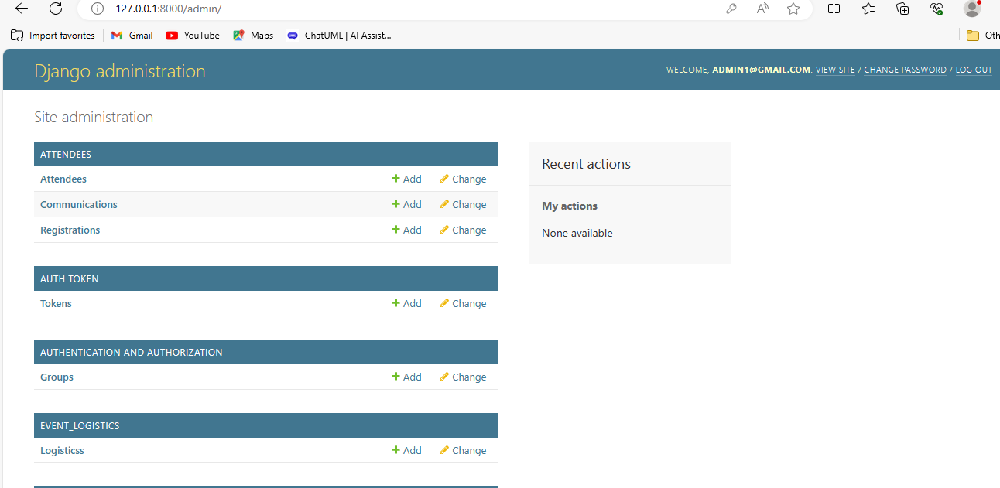 127.0.0.1:8000/admin/
Import favorites Gmail YouTube Maps ChatUML | AI Assist... Oth
Django administration
WELCOME, ADMIN1@GMAIL.COM. VIEW SITE / CHANGE PASSWORD / LOG OUT
Site administration
ATTENDEES
Attendees Add Change
Communications Add Change
Registrations Add Change
AUTH TOKEN
Tokens Add Change
AUTHENTICATION AND AUTHORIZATION
Groups Add Change
EVENT_LOGISTICS
Logisticss Add Change
Recent actions
My actions
None available